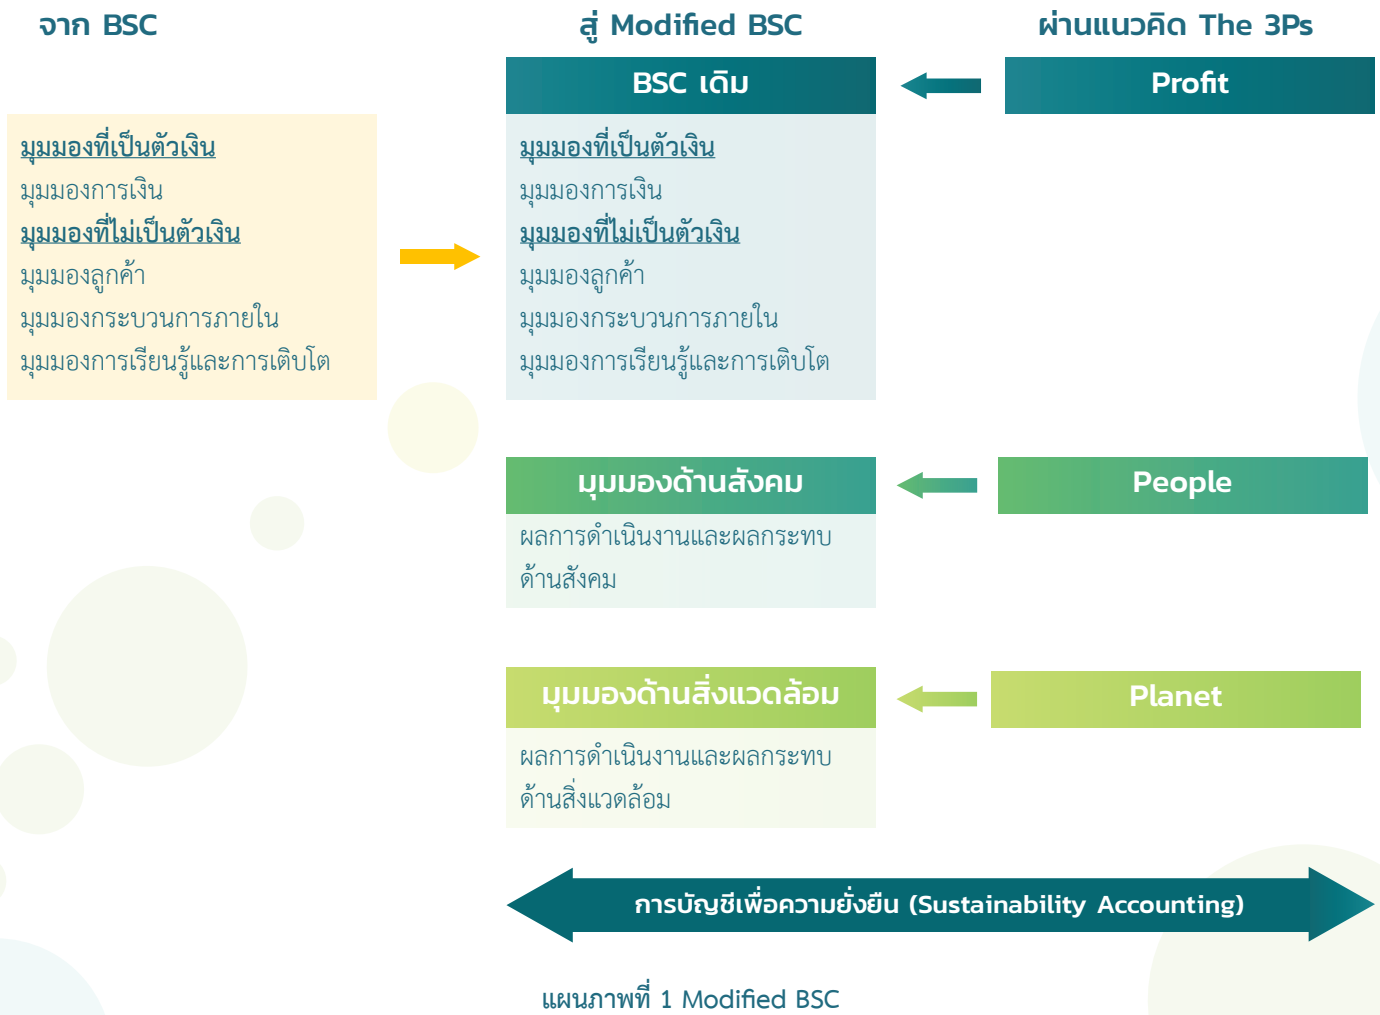 จาก BSC
สู่ Modified BSC
ผ่านแนวคิด The 3Ps
มุมมองที่เป็นตัวเงิน
มุมมองการเงิน
มุมมองที่ไม่เป็นตัวเงิน
มุมมองลูกค้า
มุมมองกระบวนการภายใน
มุมมองการเรียนรู้และการเติบโต
BSC เดิม
มุมมองที่เป็นตัวเงิน
มุมมองการเงิน
มุมมองที่ไม่เป็นตัวเงิน
มุมมองลูกค้า
มุมมองกระบวนการภายใน
มุมมองการเรียนรู้และการเติบโต
Profit
มุมมองด้านสังคม
ผลการดำเนินงานและผลกระทบ
ด้านสังคม
People
มุมมองด้านสิ่งแวดล้อม
ผลการดำเนินงานและผลกระทบ
ด้านสิ่งแวดล้อม
Planet
การบัญชีเพื่อความยั่งยืน (Sustainability Accounting)
แผนภาพที่ 1 Modified BSC